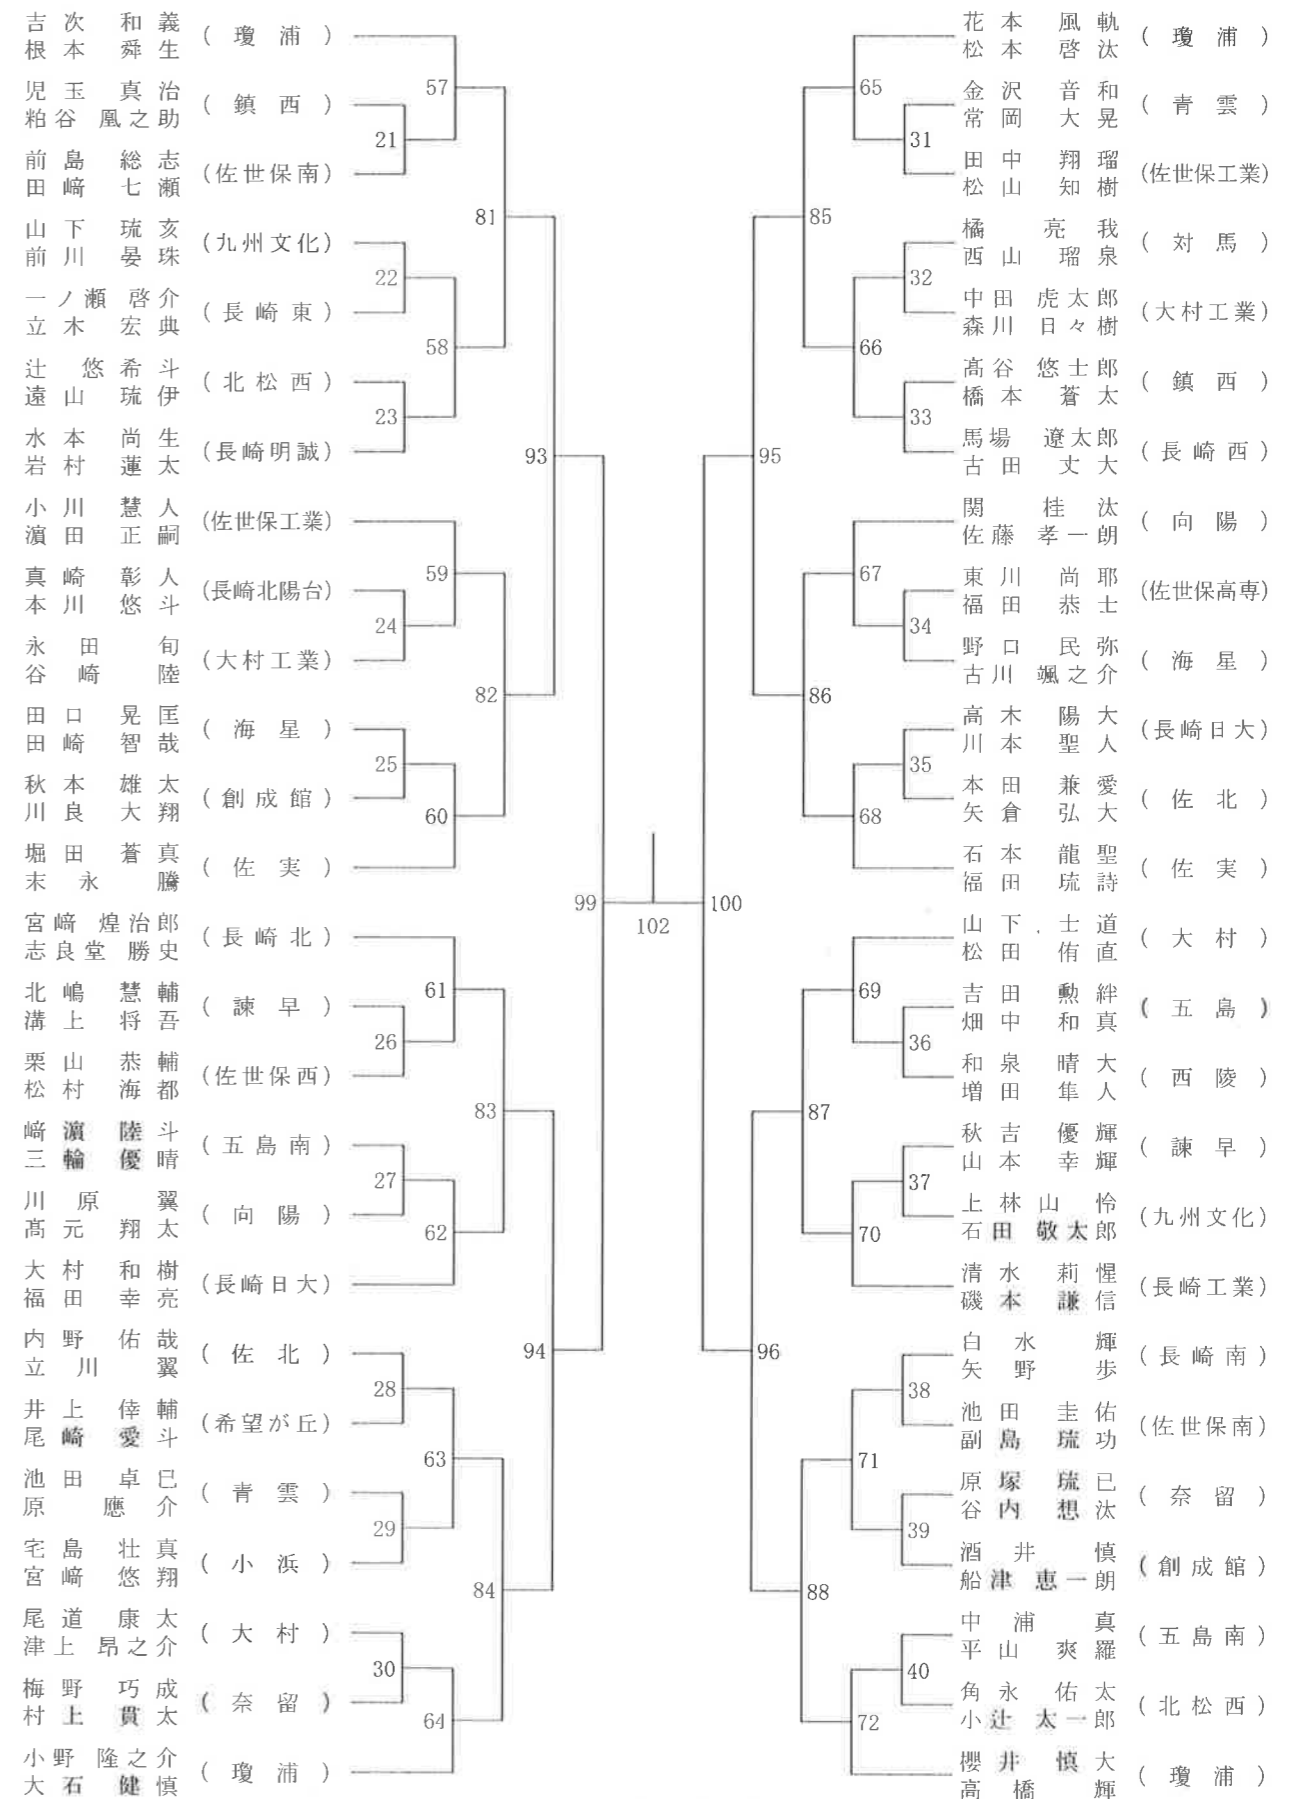 吉次 和義
根本 舜生
(瓊浦)
児玉 真治
粕谷 凰之助
(鎮西)
前島 総志
田﨑 七瀬
(佐世保南)
山下 琉亥
前川 晏珠
(九州文化)
一ノ瀬 啓介
立木 宏典
(長崎東)
辻 悠希斗
遠山 琉伊
(北松西)
水本 尚生
岩村 蓮太
(長崎明誠)
小川 慧人
濵田 正嗣
(佐世保工業)
真崎 彰人
本川 悠斗
(長崎北陽台)
永田 旬
谷崎 陸
(大村工業)
田口 晃匡
田崎 智哉
(海星)
秋本 雄太
川良 大翔
(創成館)
堀田 蒼真
末永 騰
(佐実)
宮﨑 煌治郎
志良堂 勝史
(長崎北)
北嶋 慧輔
溝上 将吾
(諫早)
栗山 恭輔
松村 海都
(佐世保西)
﨑濵 陸斗
三輪 優晴
(五島南)
川原 翼
髙元 翔太
(向陽)
大村 和樹
福田 幸亮
(長崎日大)
内野 佑哉
立川 翼
(佐北)
井上 倖輔
尾崎 愛斗
(希望が丘)
池田 卓巳
原 應介
(青雲)
宅島 壮真
宮﨑 悠翔
(小浜)
尾道 康太
津上 昂之介
(大村)
梅野 巧成
村上 貫太
(奈留)
小野 隆之介
大石 健慎
(瓊浦)
57
21
81
22
58
23
93
59
24
82
25
60
99
61
26
83
27
62
94
28
63
29
84
30
64
102
100
65
31
85
32
66
33
95
67
34
86
35
68
69
36
87
37
70
96
38
71
39
88
40
72
花本 風軌
松本 啓汰
(瓊浦)
金沢 音和
常岡 大晃
(青雲)
田中 翔瑠
松山 知樹
(佐世保工業)
橘 亮我
西山 瑠泉
(対馬)
中田 虎太郎
森川 日々樹
(大村工業)
髙谷 悠士郎
橋本 蒼太
(鎮西)
馬場 遼太郎
古田 丈大
(長崎西)
関 桂汰
佐藤 孝一朗
(向陽)
東川 尚耶
福田 恭士
(佐世保高専)
野口 民弥
古川 颯之介
(海星)
高木 陽大
川本 聖人
(長崎日大)
本田 兼愛
矢倉 弘大
(佐北)
石本 龍聖
福田 琉詩
(佐実)
山下 士道
松田 侑直
(大村)
吉田 勲絆
畑中 和真
(五島)
和泉 晴大
増田 隼人
(西陵)
秋吉 優輝
山本 幸輝
(諫早)
上林山 怜
石田 敬太郎
(九州文化)
清水 莉惺
磯本 謙信
(長崎工業)
白水 輝
矢野 歩
(長崎南)
池田 圭佑
副島 琉功
(佐世保南)
原塚 琉已
谷内 想汰
(奈留)
酒井 慎
船津 恵一朗
(創成館)
中浦 真
平山 爽羅
(五島南)
角永 佑太
小辻 太一郎
(北松西)
櫻井 慎大
高橋 輝
(瓊浦)